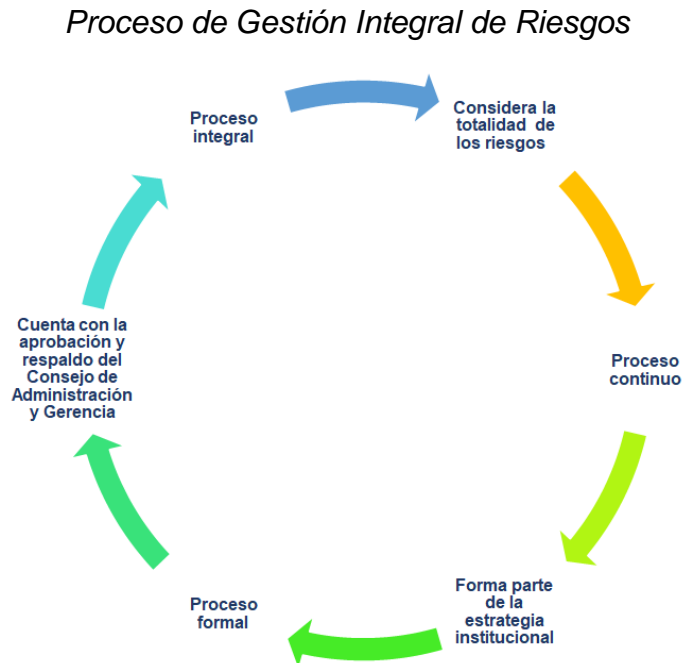 Proceso de Gestión Integral de Riesgos
Proceso
integral
Considera la
totalidad de
los riesgos
Proceso
continuo
Forma parte
de la
estrategia
institucional
Proceso
formal
Cuenta con la
aprobación y
respaldo del
Consejo de
Administración
y Gerencia